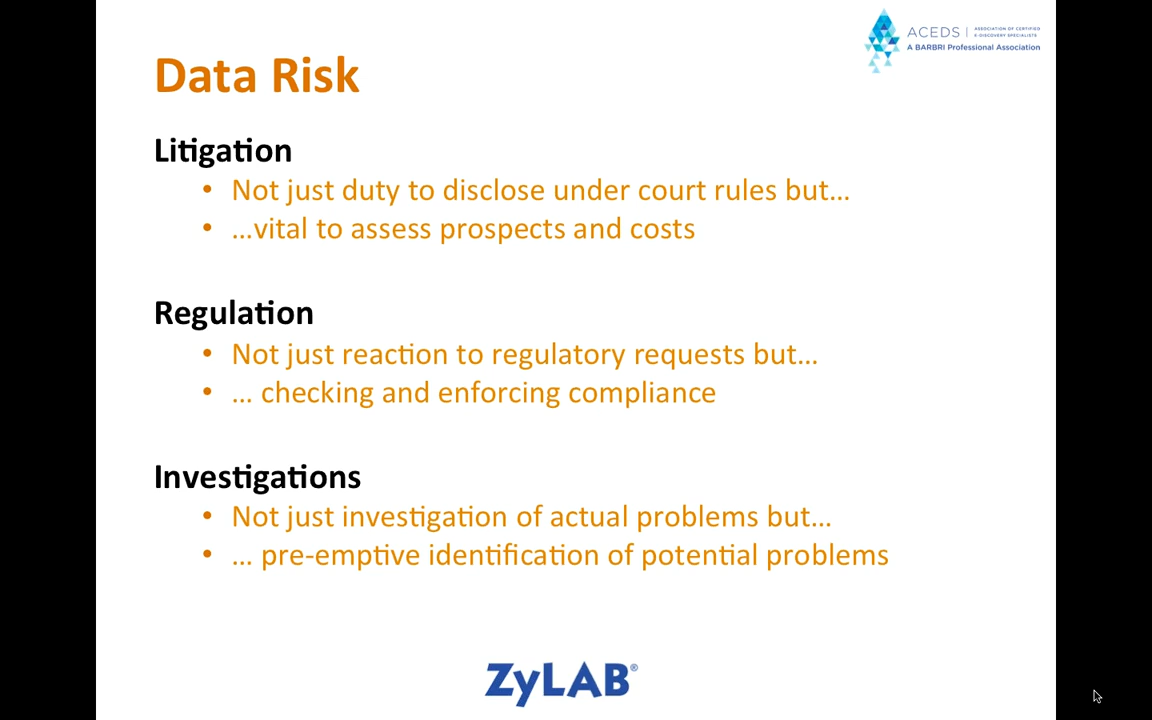 ACEDS | ASSOCIATION OF CERTIFIED
E-DISCOVERY SPECIALISTS
A BARBRI Professional Association
Data Risk
Litigation
• Not just duty to disclose under court rules but…
• …vital to assess prospects and costs
Regulation
• Not just reaction to regulatory requests but…
• … checking and enforcing compliance
Investigations
• Not just investigation of actual problems but…
• … pre-emptive identification of potential problems
ZyLAB®